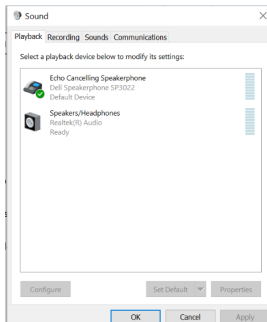 Sound
Playback Recording Sounds Communications
Select a playback device below to modify its settings:
Echo Cancelling Speakerphone
Dell Speakerphone SP3022
Default Device
Speakers/Headphones
Realtek(R) Audio
Ready
Configure Set Default Properties
OK Cancel Apply